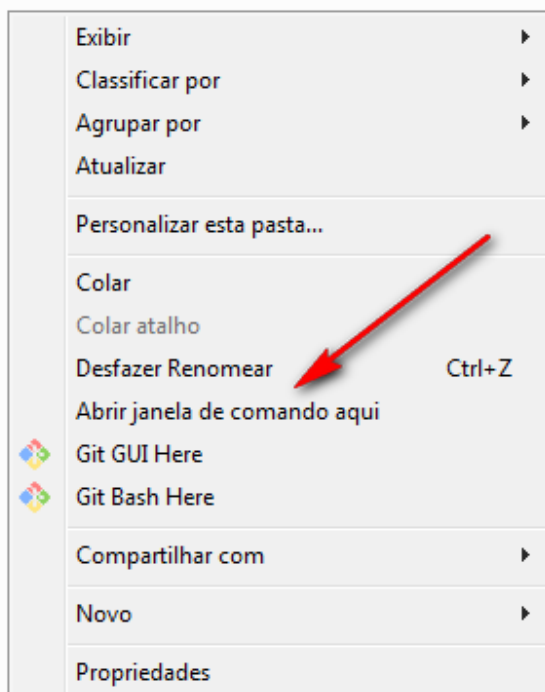 Exibir
Classificar por
Agrupar por
Atualizar
Personalizar esta pasta...
Colar
Colar atalho
Desfazer Renomear Ctrl+Z
Abrir janela de comando aqui
Git GUI Here
Git Bash Here
Compartilhar com
Novo
Propriedades